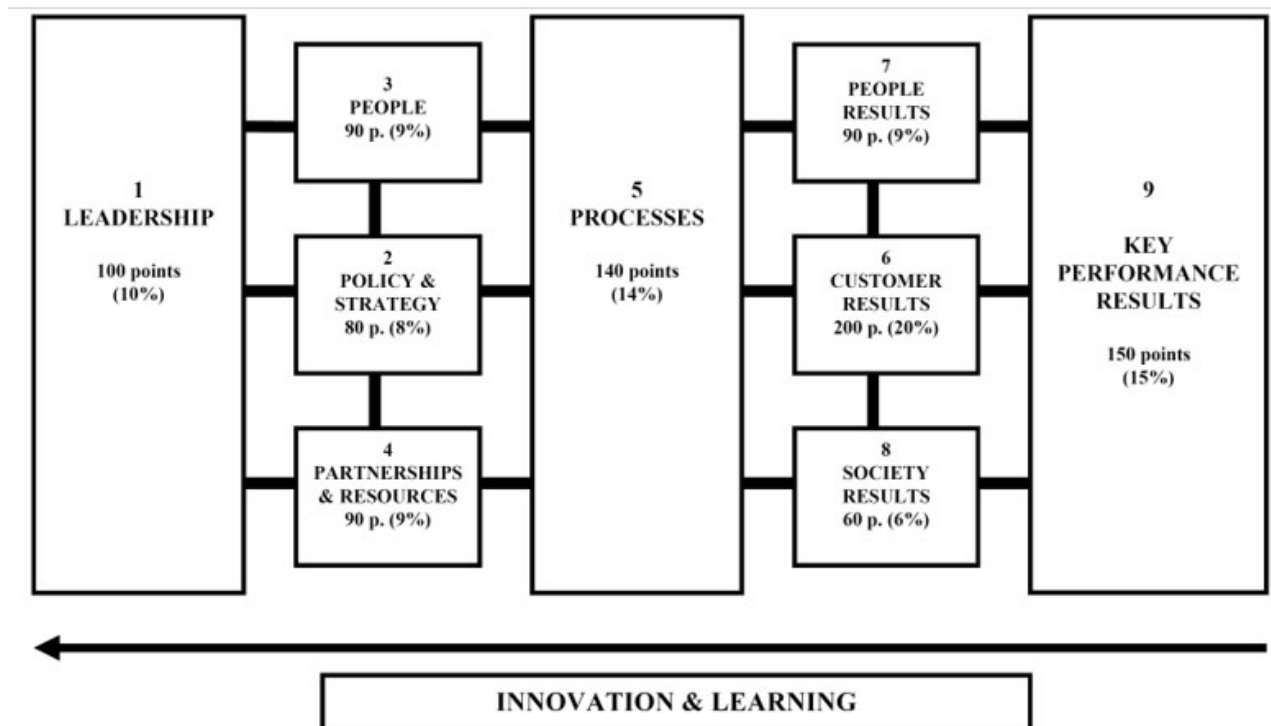 1
LEADERSHIP
100 points
(10%)
3
PEOPLE
90 p. (9%)
2
POLICY &
STRATEGY
80 p. (8%)
4
PARTNERSHIPS
& RESOURCES
90 p. (9%)
5
PROCESSES
140 points
(14%)
7
PEOPLE
RESULTS
90 p. (9%)
6
CUSTOMER
RESULTS
200 p. (20%)
8
SOCIETY
RESULTS
60 p. (6%)
9
KEY
PERFORMANCE
RESULTS
150 points
(15%)
INNOVATION & LEARNING